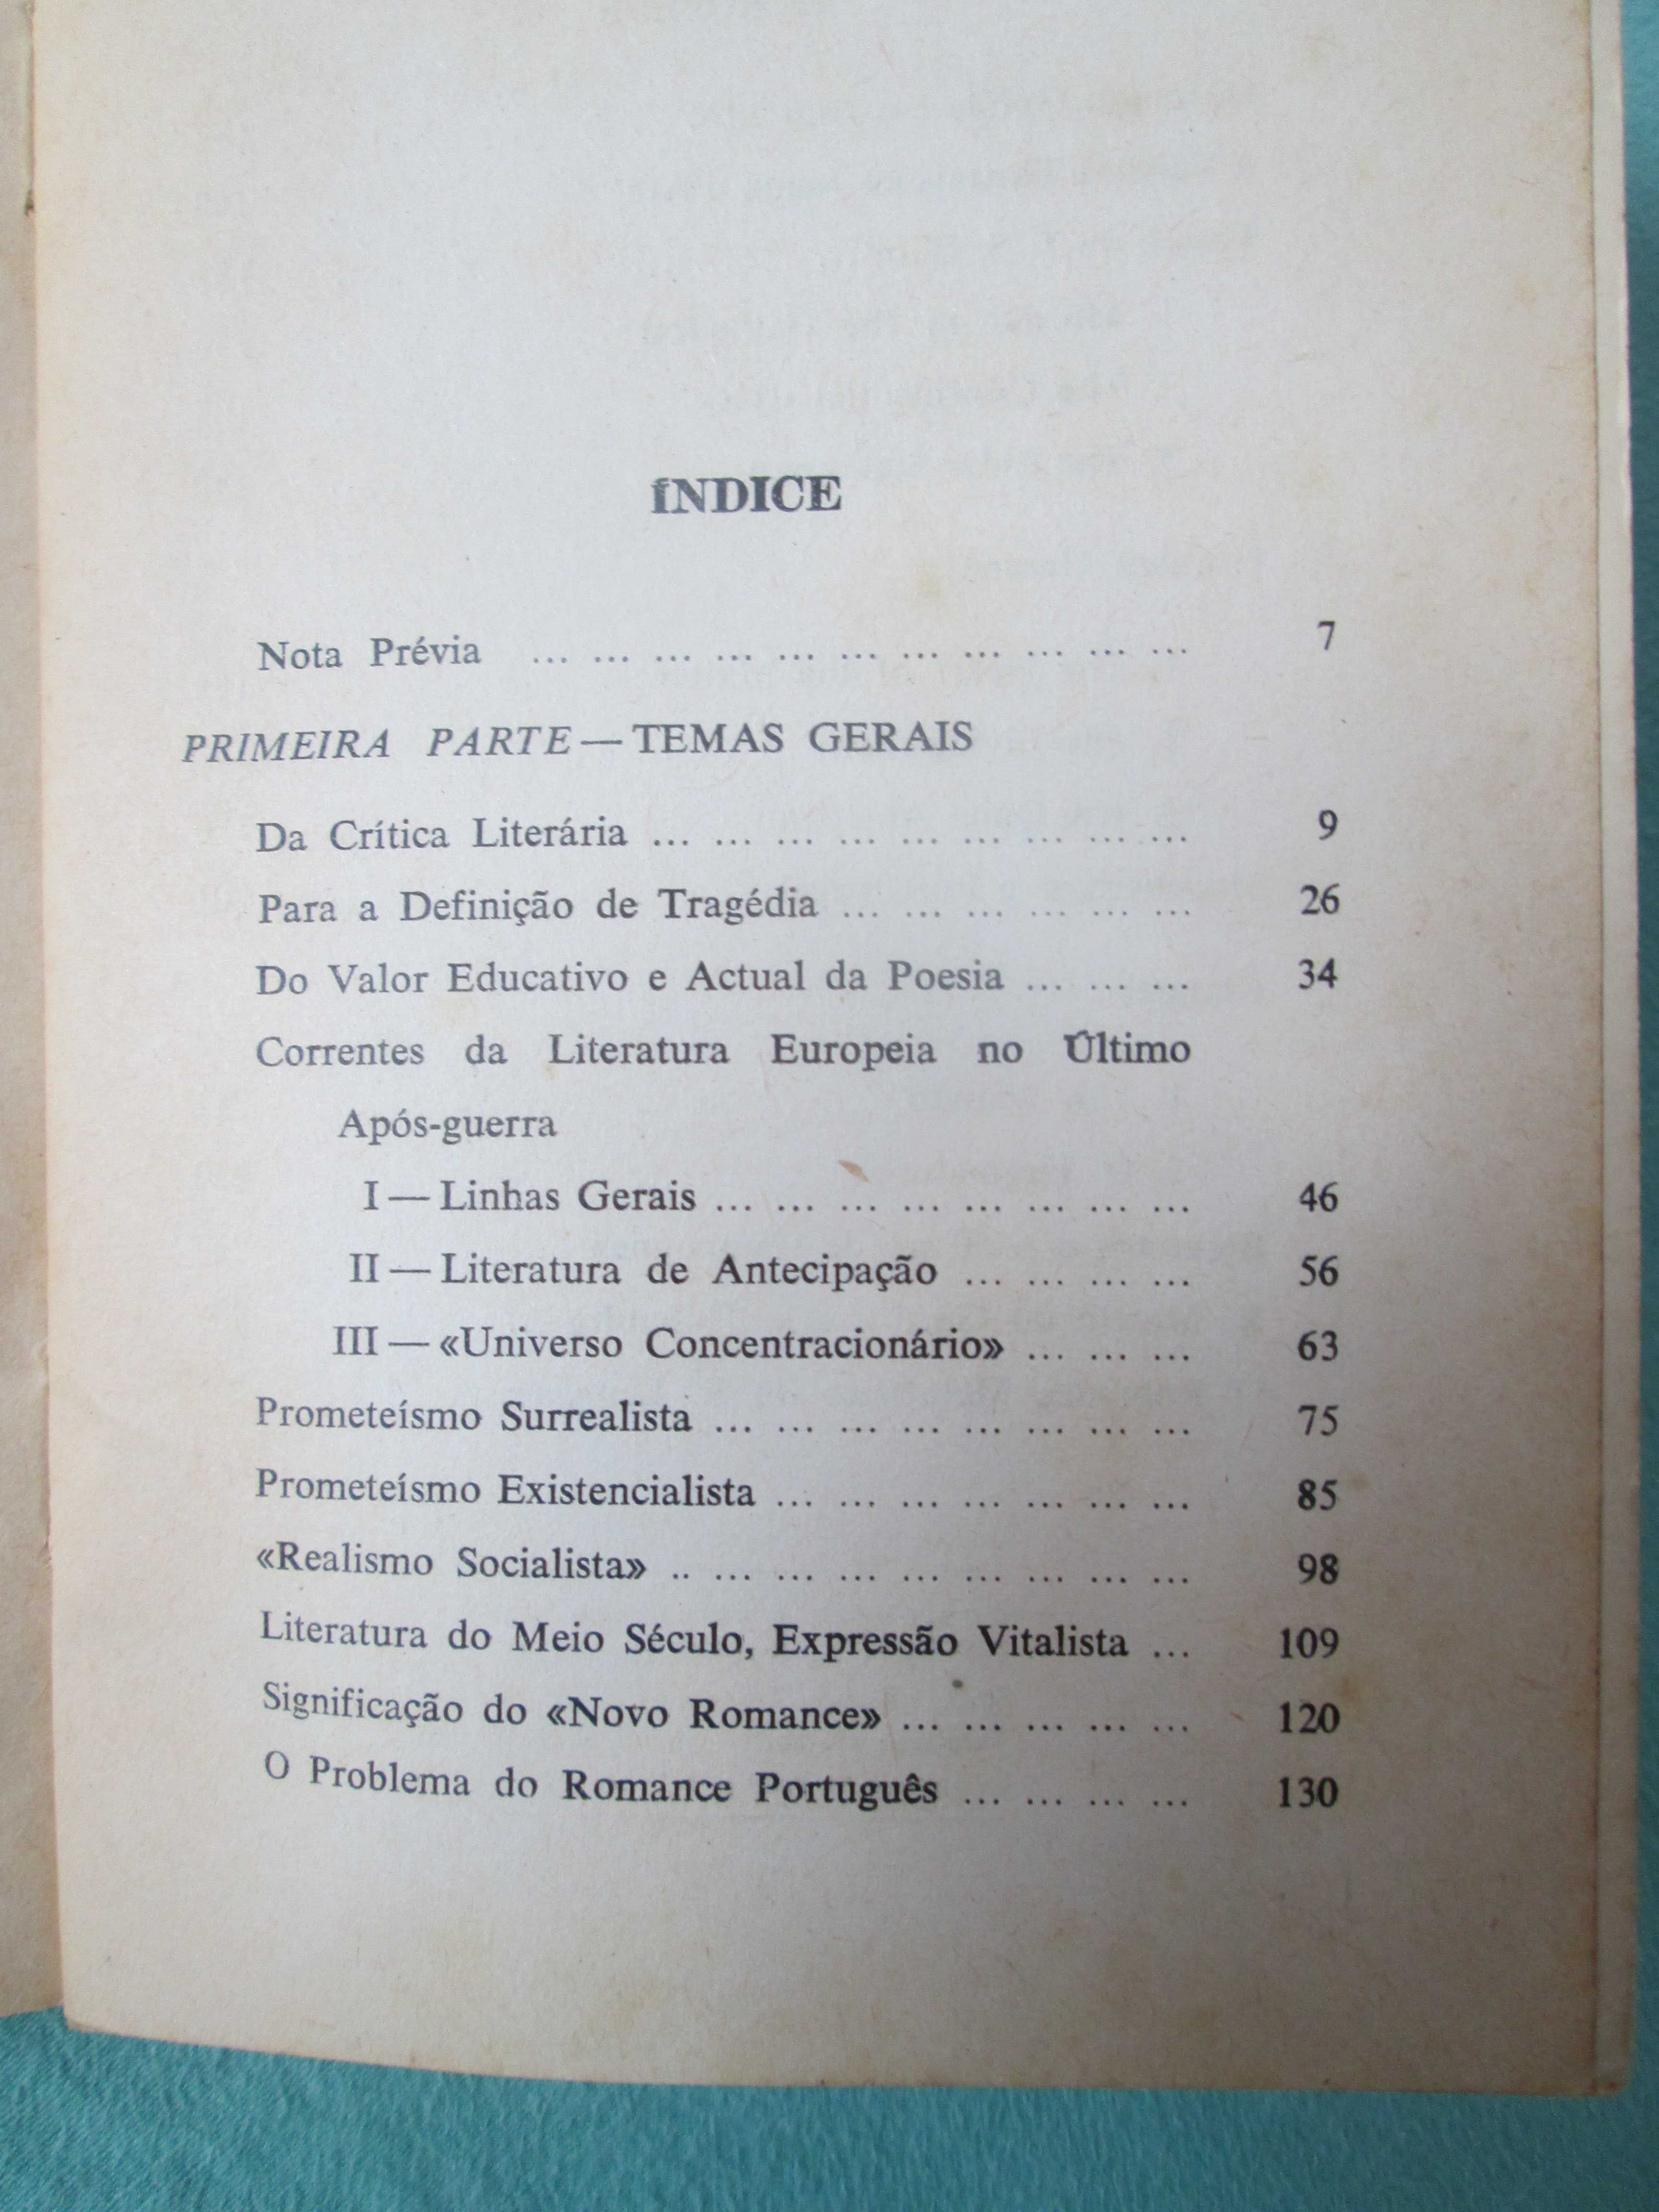 ÍNDICE
Nota Prévia ... ... ... ... ... ... ... ... ... ... ... 7
PRIMEIRA PARTE — TEMAS GERAIS
Da Crítica Literária ... ... ... ... ... ... ... ... ... 9
Para a Definição de Tragédia ... ... ... ... ... ... 26
Do Valor Educativo e Actual da Poesia ... ... ... 34
Correntes da Literatura Europeia no Último
Após-guerra
I — Linhas Gerais ... ... ... ... ... ... ... ... 46
II — Literatura de Antecipação ... ... ... ... 56
III — «Universo Concentracionário» ... ... ... 63
Prometeísmo Surrealista ... ... ... ... ... ... ... ... 75
Prometeísmo Existencialista ... ... ... ... ... ... ... 85
«Realismo Socialista» .. ... ... ... ... ... ... ... ... 98
Literatura do Meio Século, Expressão Vitalista ... 109
Significação do «Novo Romance» ... ... ... ... ... 120
O Problema do Romance Português ... ... ... ... 130